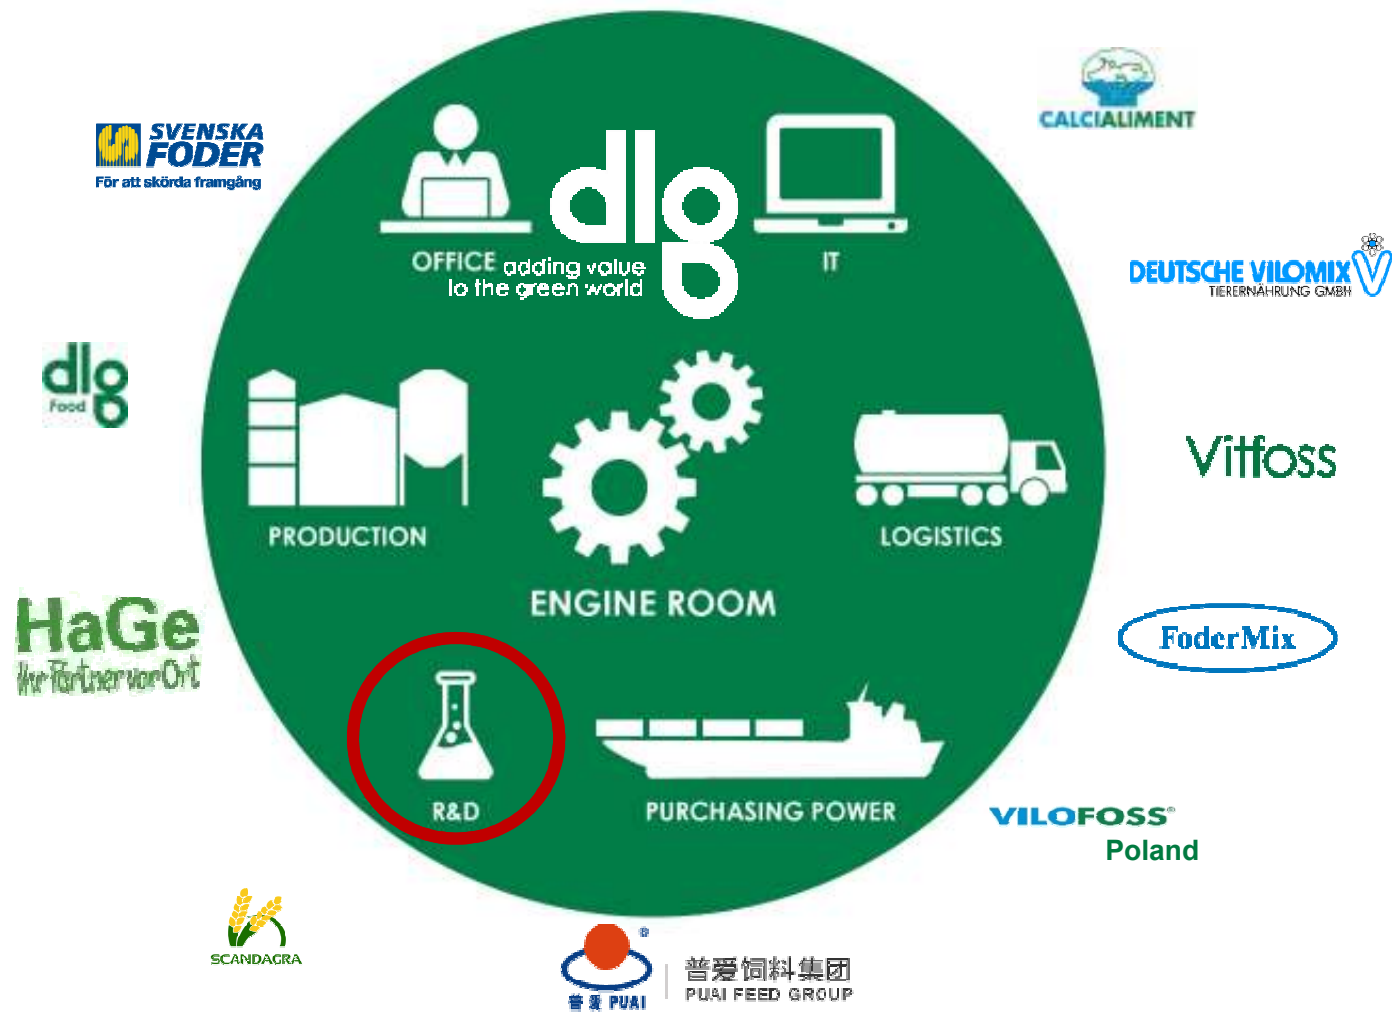 CALCIALIMENT
SVENSKA
FODER
För att skörda framgång
dlg
OFFICE
adding value
to the green world
IT
DEUTSCHE VILOMIX
TIERERNÄHRUNG GMBH
dlg
Food
Vitfoss
PRODUCTION
LOGISTICS
ENGINE ROOM
HaGe
Ihr Partner vor Ort
FoderMix
R&D
PURCHASING POWER
VILOFOSS®
Poland
SCANDAGRA
®
普爱 PUAI
普爱饲料集团
PUAI FEED GROUP